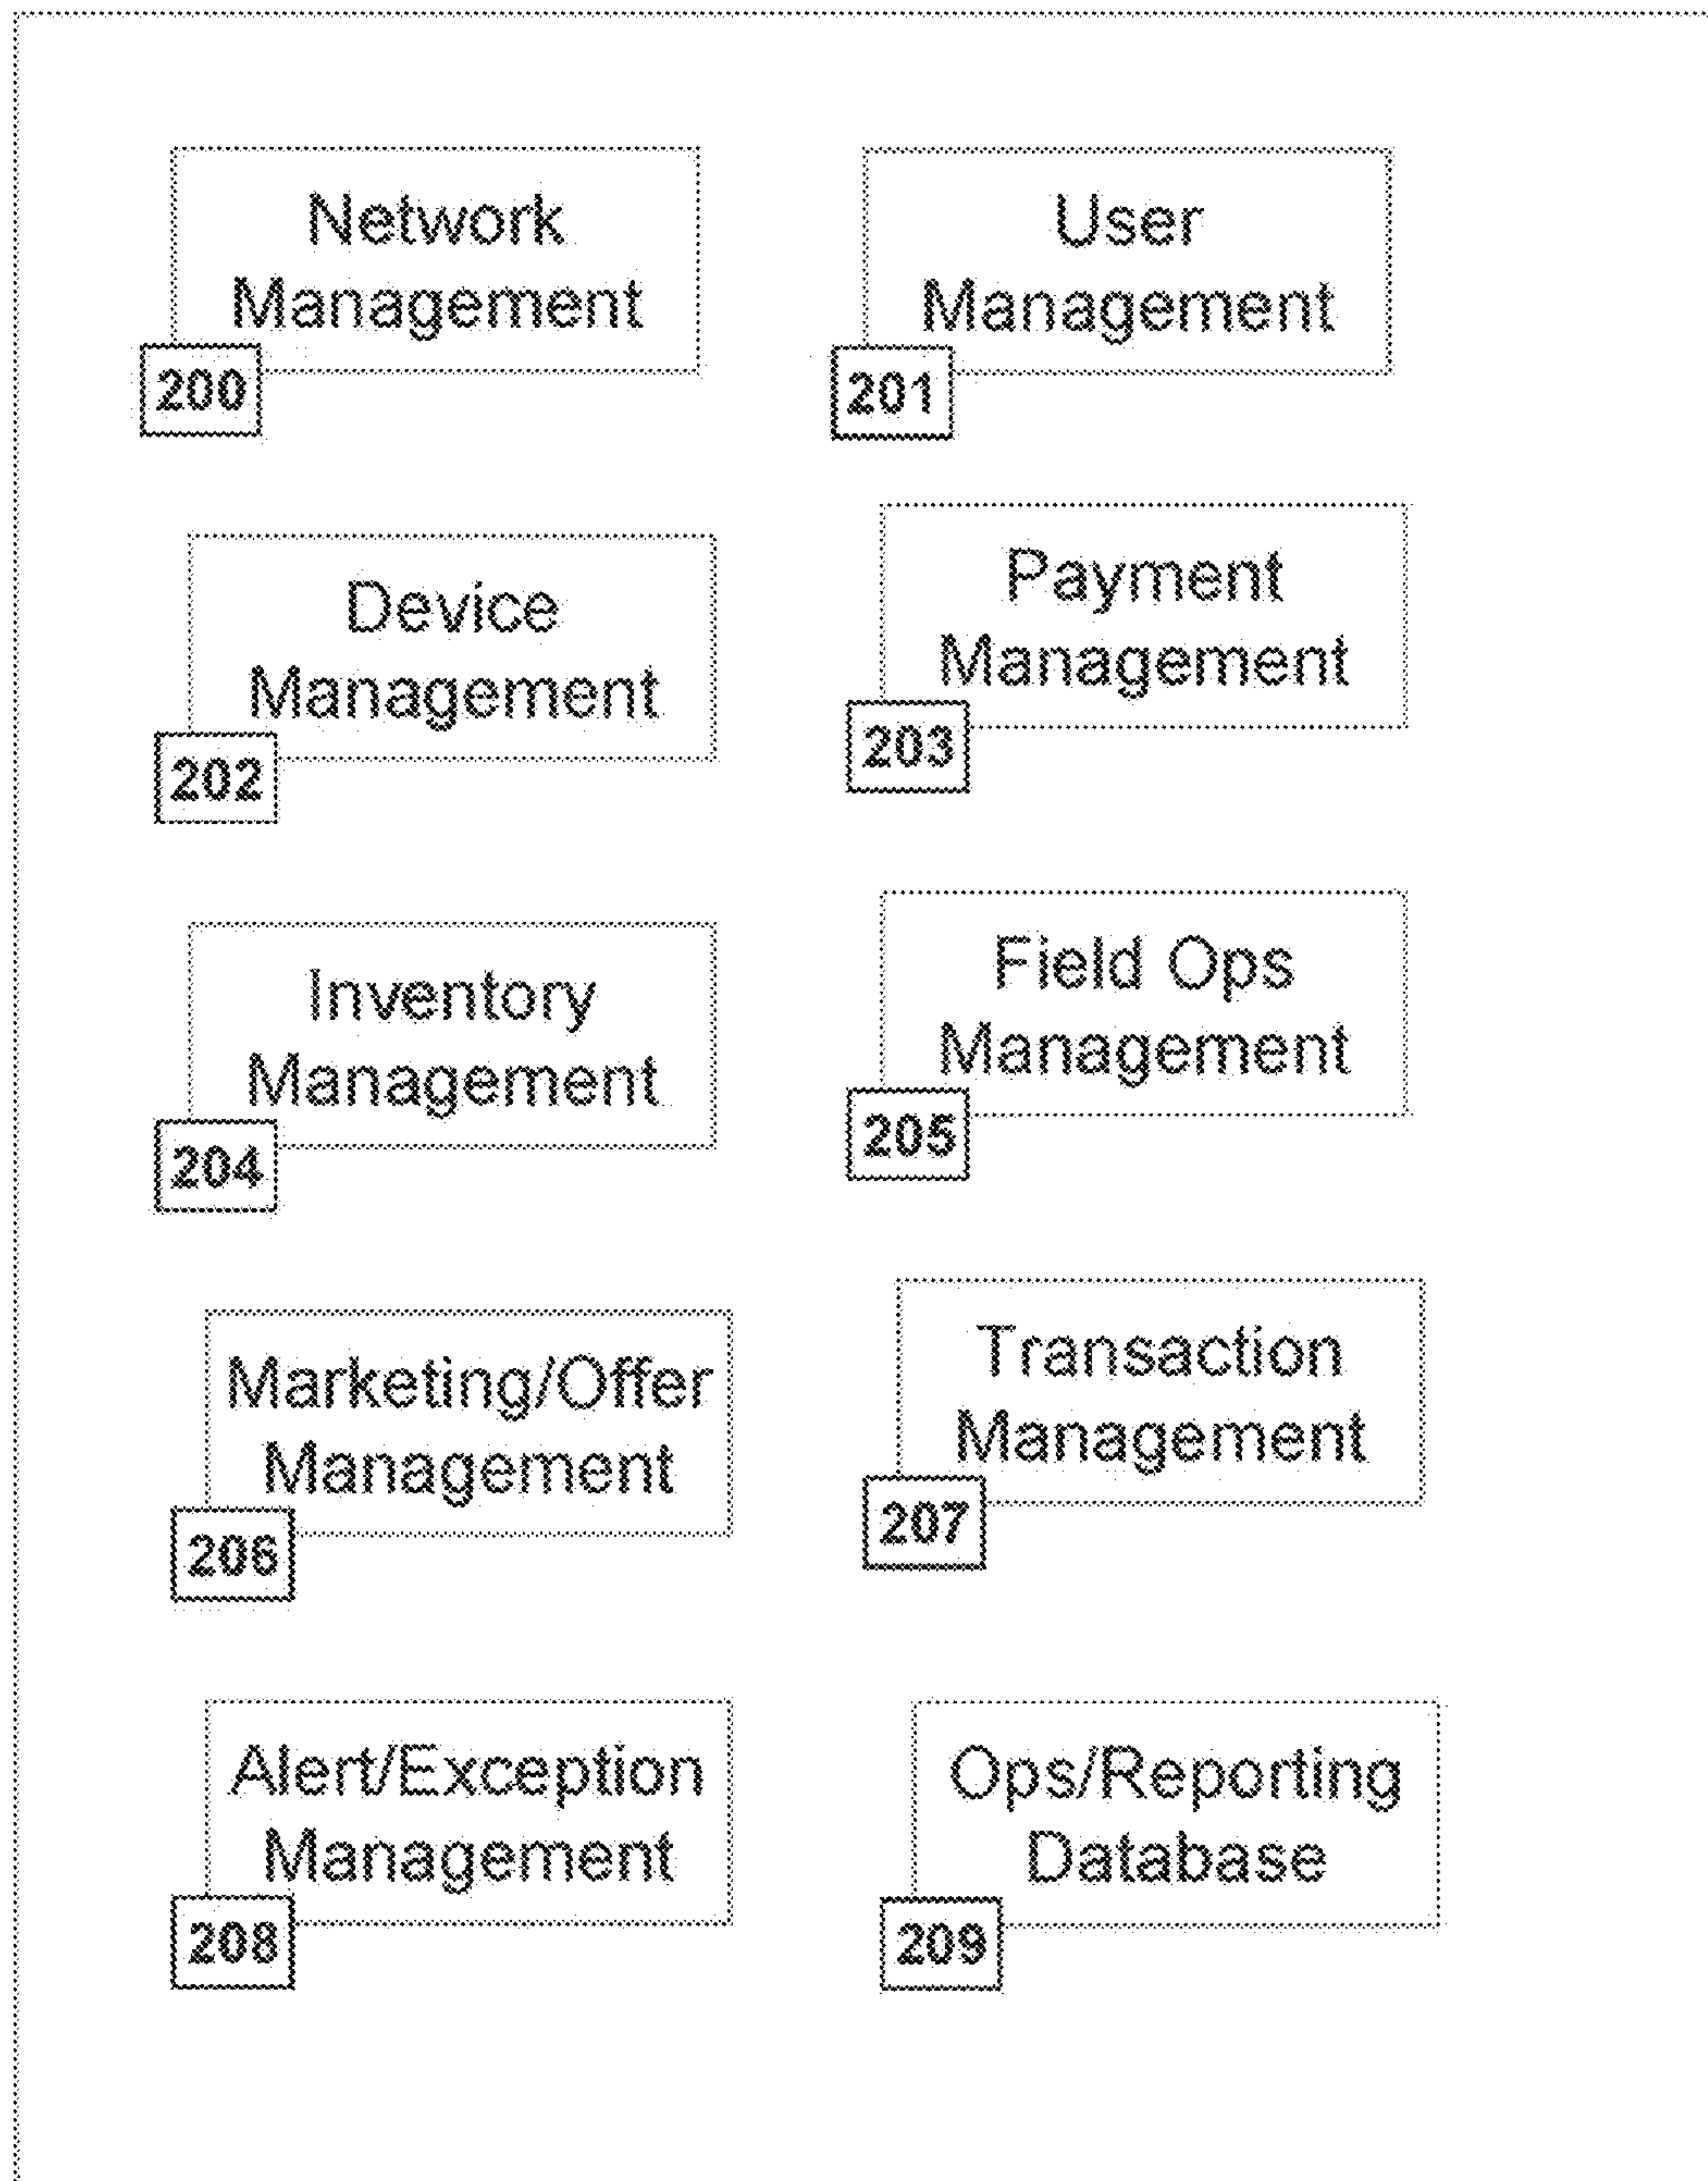 Network
Management
200
User
Management
201
Device
Management
202
Payment
Management
203
Inventory
Management
204
Field Ops
Management
205
Marketing/Offer
Management
206
Transaction
Management
207
Alert/Exception
Management
208
Ops/Reporting
Database
209